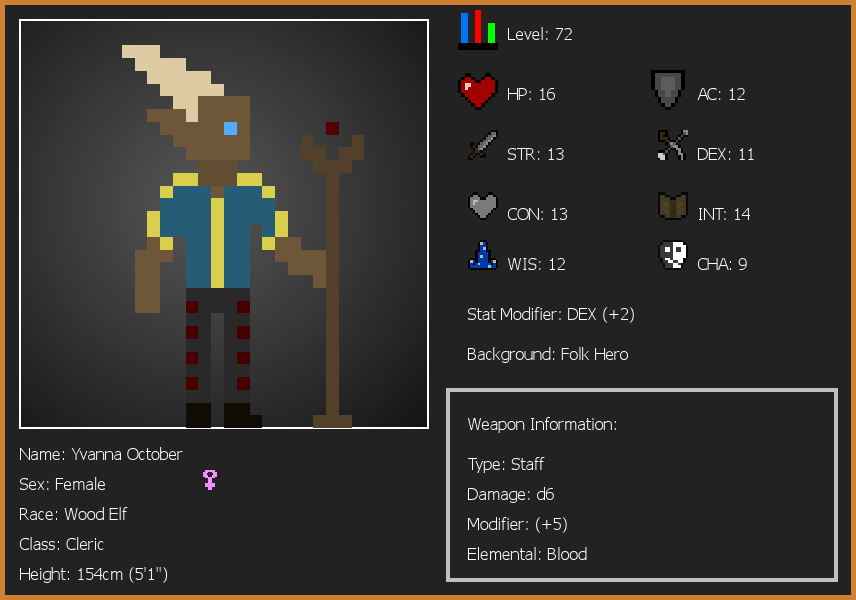 Level: 72
HP: 16
AC: 12
STR: 13
DEX: 11
CON: 13
INT: 14
WIS: 12
CHA: 9
Stat Modifier: DEX (+2)
Background: Folk Hero
Weapon Information:
Type: Staff
Damage: d6
Modifier: (+5)
Elemental: Blood
Name: Yvanna October
Sex: Female
Race: Wood Elf
Class: Cleric
Height: 154cm (5'1")